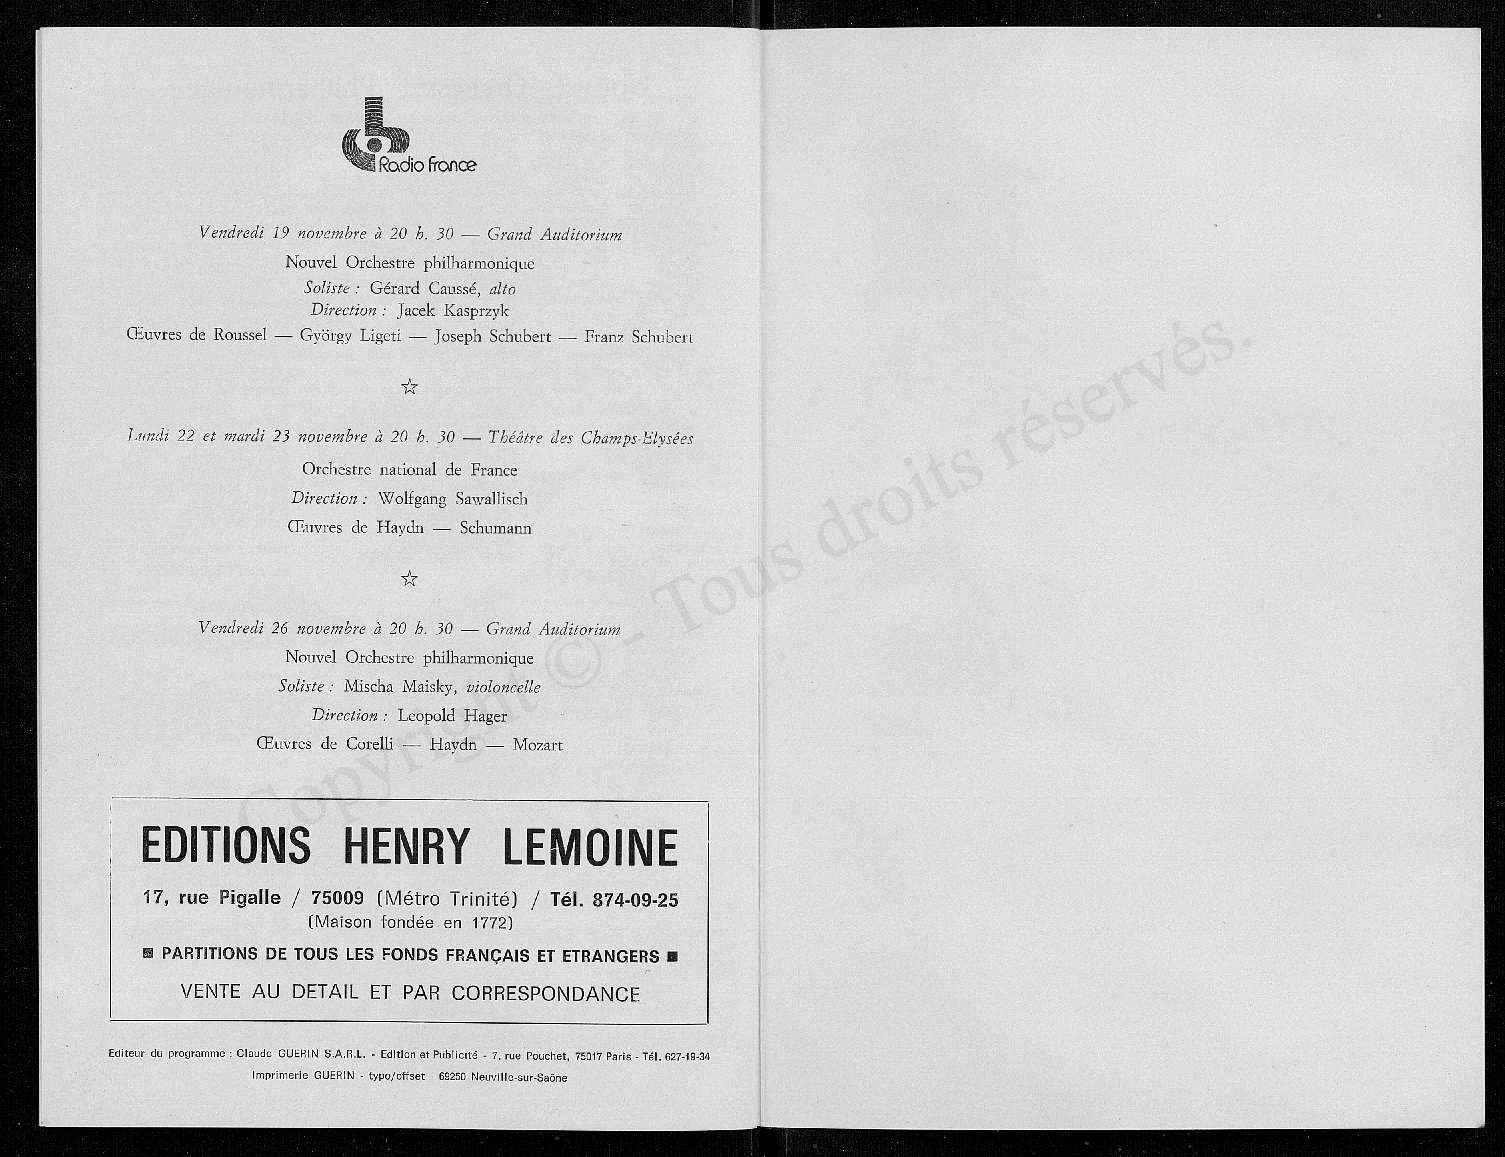 Radio france
Vendredi 19 novembre à 20 h. 30 — Grand Auditorium
Nouvel Orchestre philharmonique
Soliste : Gérard Caussé, alto
Direction : Jacek Kasprzyk
Œuvres de Roussel — György Ligeti — Joseph Schubert — Franz Schubert
☆
Lundi 22 et mardi 23 novembre à 20 h. 30 — Théâtre des Champs-Elysées
Orchestre national de France
Direction : Wolfgang Sawallisch
Œuvres de Haydn — Schumann
☆
Vendredi 26 novembre à 20 h. 30 — Grand Auditorium
Nouvel Orchestre philharmonique
Soliste : Mischa Maisky, violoncelle
Direction : Leopold Hager
Œuvres de Corelli — Haydn — Mozart
EDITIONS HENRY LEMOINE
17, rue Pigalle / 75009 (Métro Trinité) / Tél. 874-09-25
(Maison fondée en 1772)
■ PARTITIONS DE TOUS LES FONDS FRANÇAIS ET ETRANGERS ■
VENTE AU DETAIL ET PAR CORRESPONDANCE
Editeur du programme : Claude GUERIN S.A.R.L. - Edition et Publicité - 7, rue Pouchet, 75017 Paris - Tél. 627-19-34
Imprimerie GUERIN - typo/offset 69250 Neuville-sur-Saône
Copyright © - Tous droits réservés.